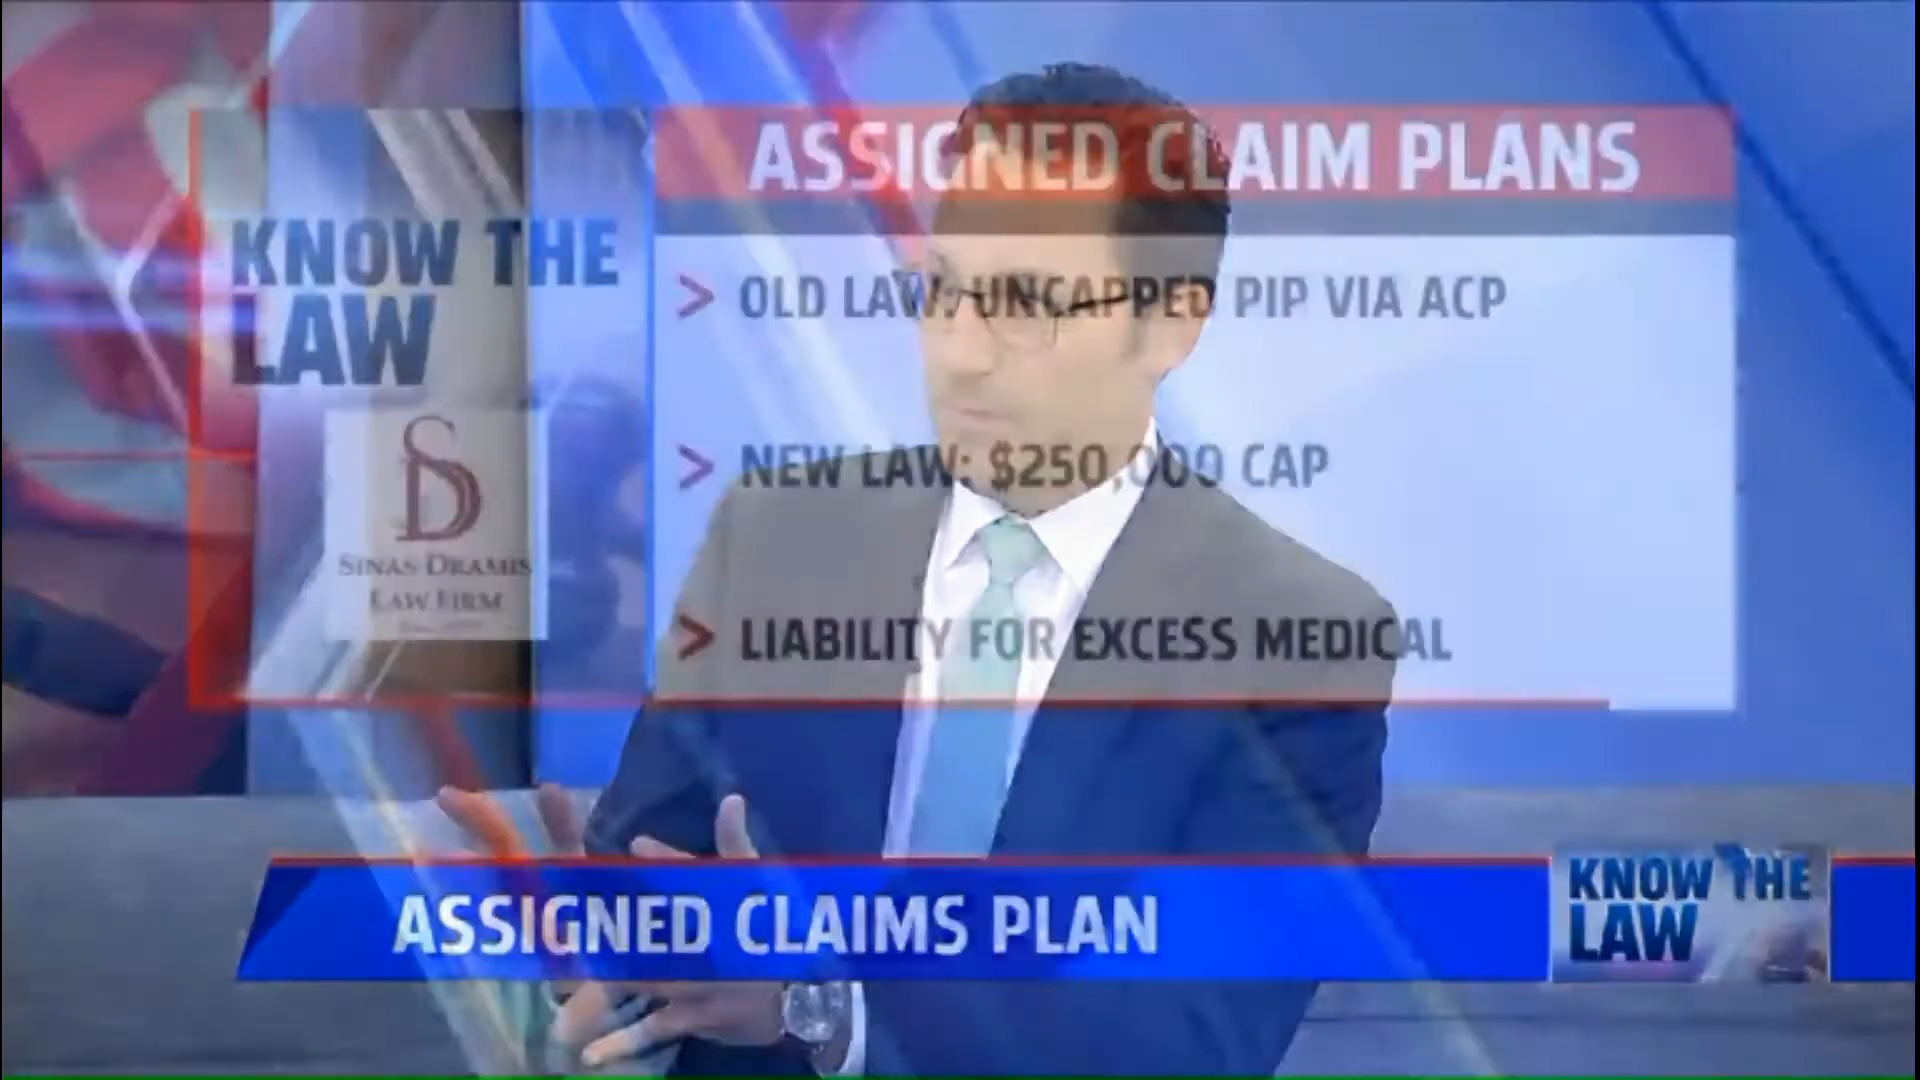 ASSIGNED CLAIM PLANS
KNOW THE
LAW
> OLD LAW: UNCAPPED PIP VIA ACP
> NEW LAW: $250,000 CAP
> LIABILITY FOR EXCESS MEDICAL
SD
SINAS DRAMIS
LAW FIRM
ASSIGNED CLAIMS PLAN
KNOW THE
LAW